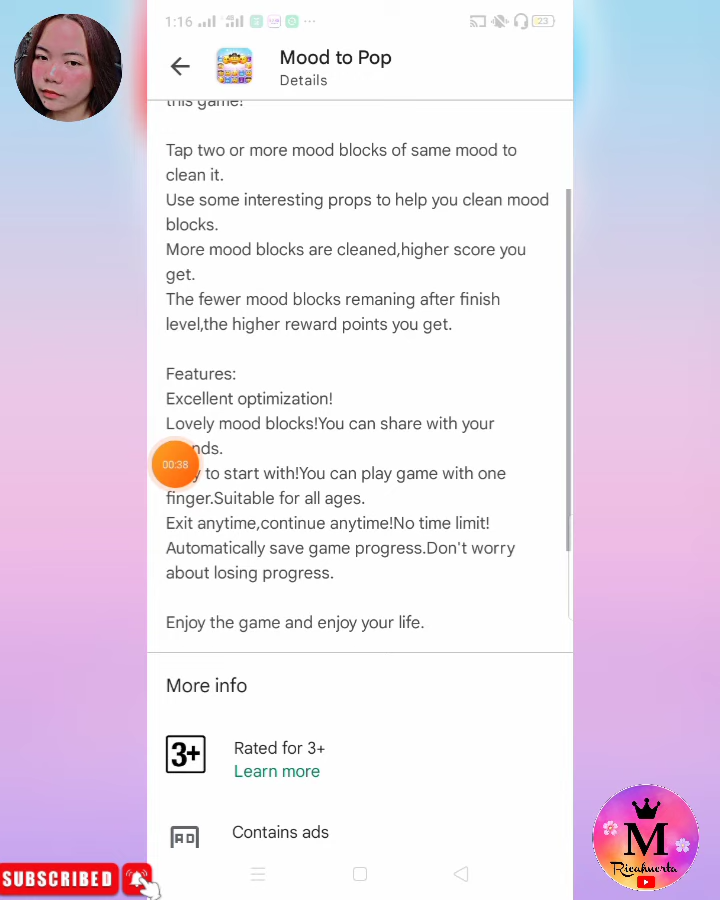 1:16
23
Mood to Pop
Details
this game!
Tap two or more mood blocks of same mood to
clean it.
Use some interesting props to help you clean mood
blocks.
More mood blocks are cleaned,higher score you
get.
The fewer mood blocks remaning after finish
level,the higher reward points you get.
Features:
Excellent optimization!
Lovely mood blocks!You can share with your
nds.
00:38
y to start with!You can play game with one
finger.Suitable for all ages.
Exit anytime,continue anytime!No time limit!
Automatically save game progress.Don't worry
about losing progress.
Enjoy the game and enjoy your life.
More info
3+
Rated for 3+
Learn more
AD
Contains ads
SUBSCRIBED
M
Ricahuerta